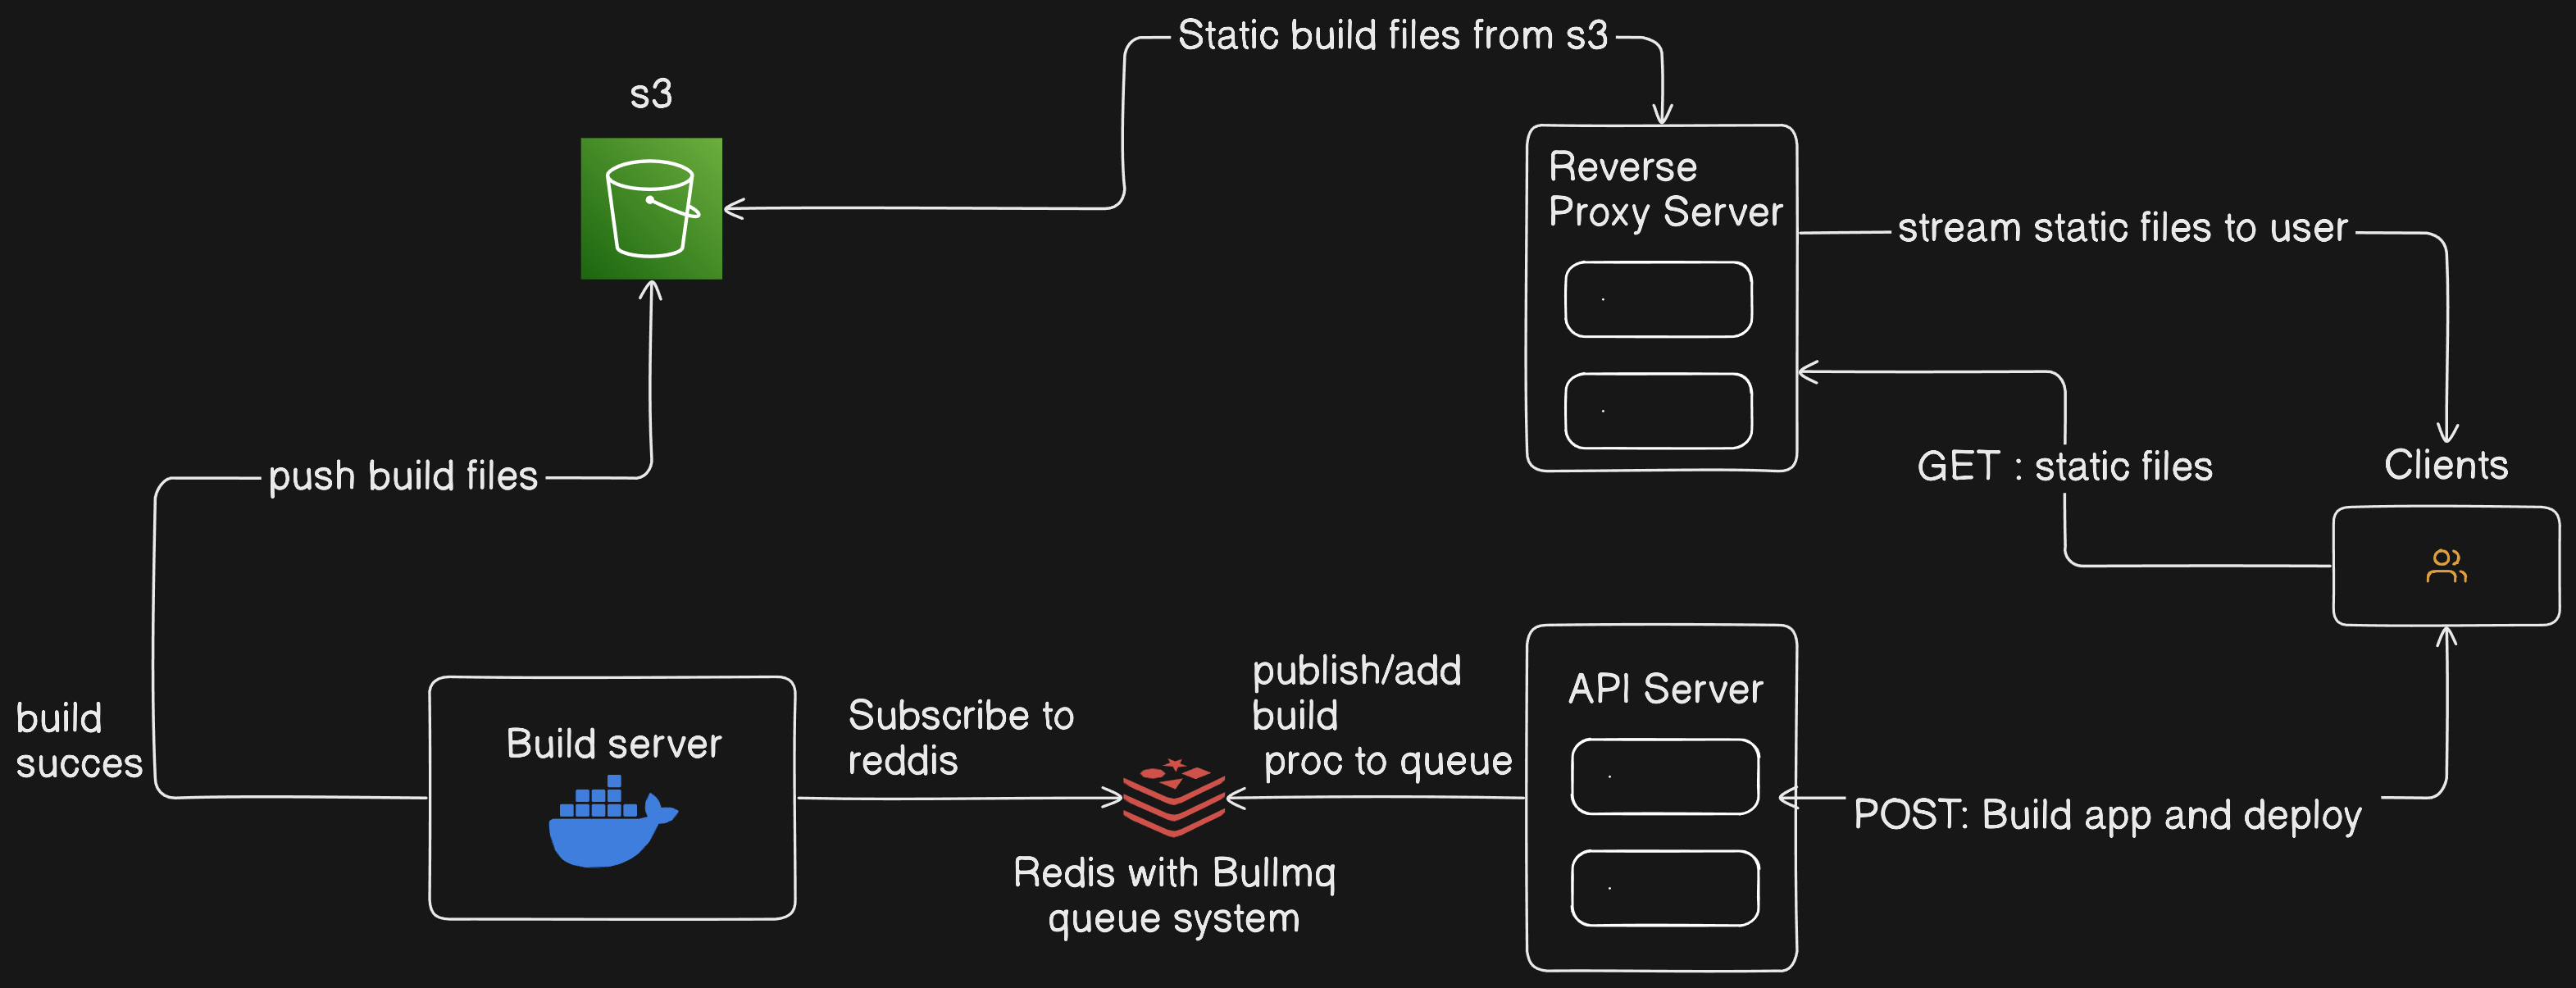 Static build files from s3
s3
Reverse
Proxy Server
stream static files to user
GET : static files
Clients
push build files
build
succes
Build server
Subscribe to
reddis
publish/add
build
proc to queue
API Server
POST: Build app and deploy
Redis with Bullmq
queue system